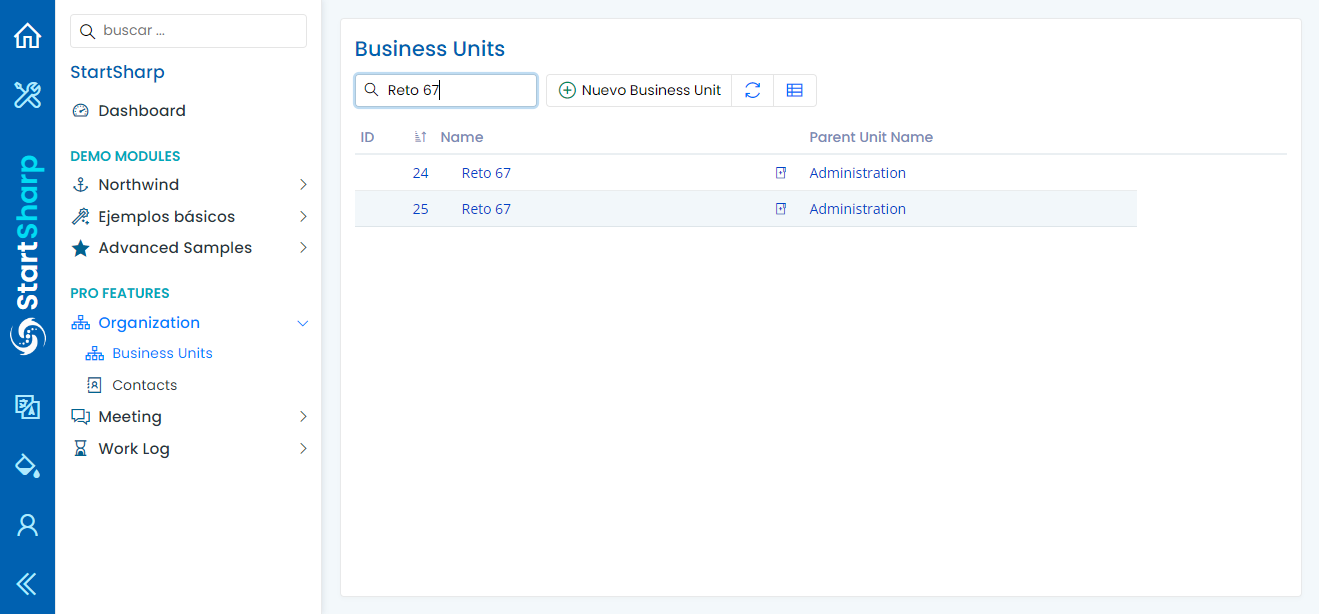 StartSharp
buscar ...
StartSharp
Dashboard
DEMO MODULES
Northwind
Ejemplos básicos
Advanced Samples
PRO FEATURES
Organization
Business Units
Contacts
Meeting
Work Log
Business Units
Reto 67
Nuevo Business Unit
ID Name Parent Unit Name
24 Reto 67 Administration
25 Reto 67 Administration